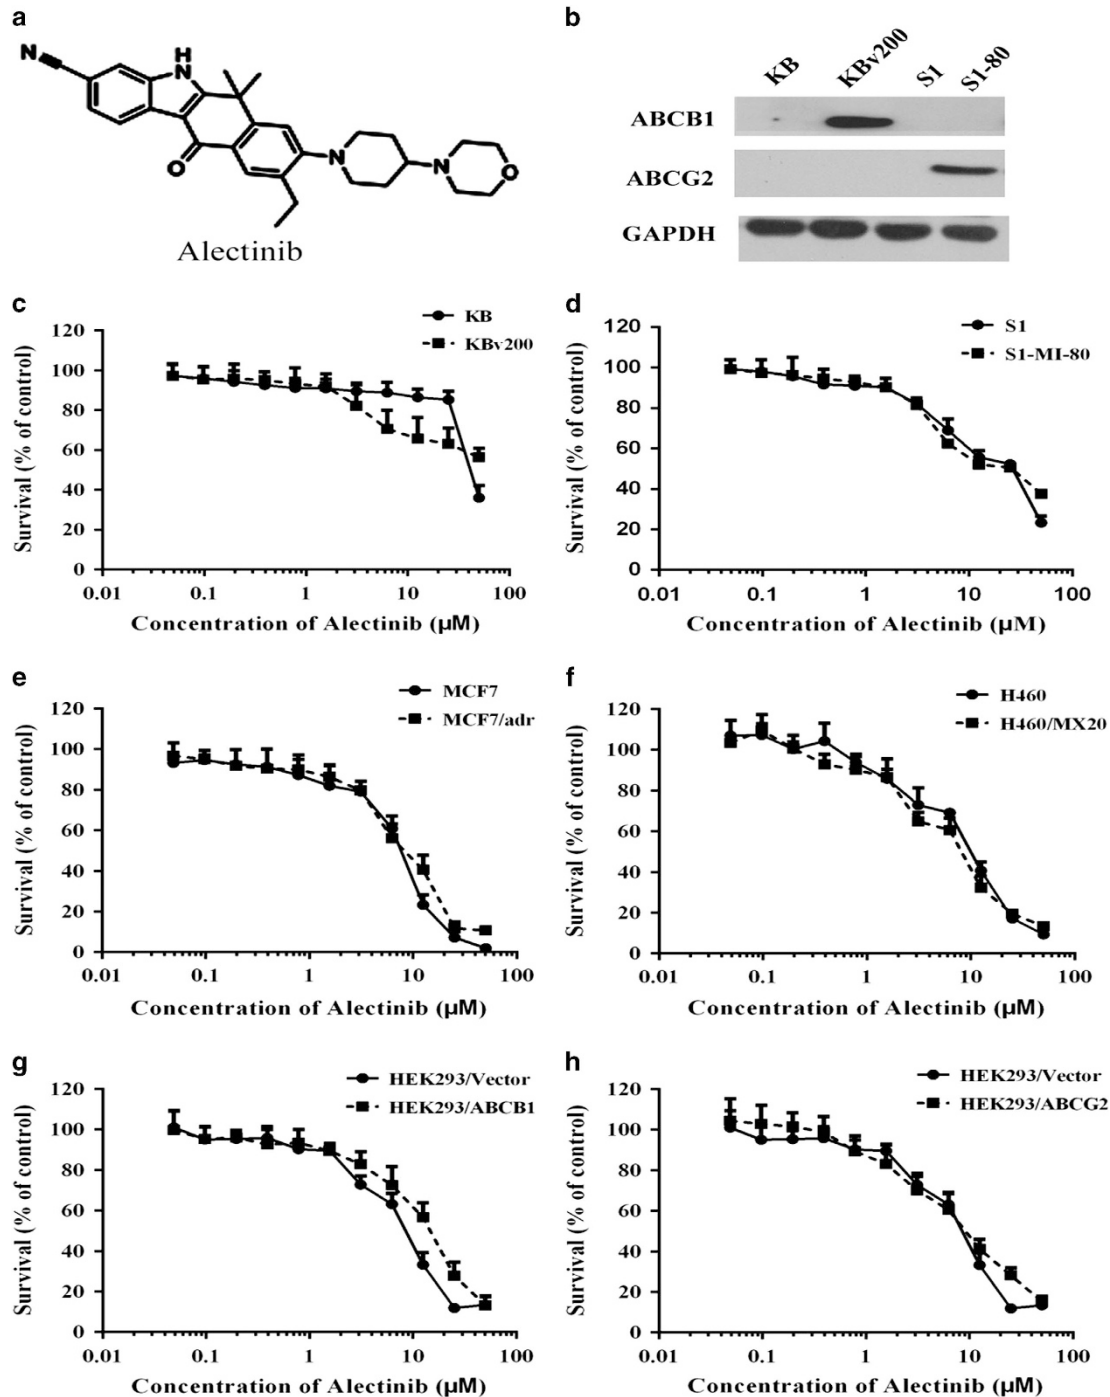 a
N
H
N
O
N
N
O
Alectinib
b
KB KBv200 S1 S1-80
ABCB1
ABCG2
GAPDH
c
KB
KBv200
Survival (% of control)
120
100
80
60
40
20
0
0.01 0.1 1 10 100
Concentration of Alectinib (µM)
d
S1
S1-MI-80
Survival (% of control)
120
100
80
60
40
20
0
0.01 0.1 1 10 100
Concentration of Alectinib (µM)
e
MCF7
MCF7/adr
Survival (% of control)
120
100
80
60
40
20
0
0.01 0.1 1 10 100
Concentration of Alectinib (µM)
f
H460
H460/MX20
Survival (% of control)
120
100
80
60
40
20
0
0.01 0.1 1 10 100
Concentration of Alectinib (µM)
g
HEK293/Vector
HEK293/ABCB1
Survival (% of control)
120
100
80
60
40
20
0
0.01 0.1 1 10 100
Concentration of Alectinib (µM)
h
HEK293/Vector
HEK293/ABCG2
Survival (% of control)
120
100
80
60
40
20
0
0.01 0.1 1 10 100
Concentration of Alectinib (µM)